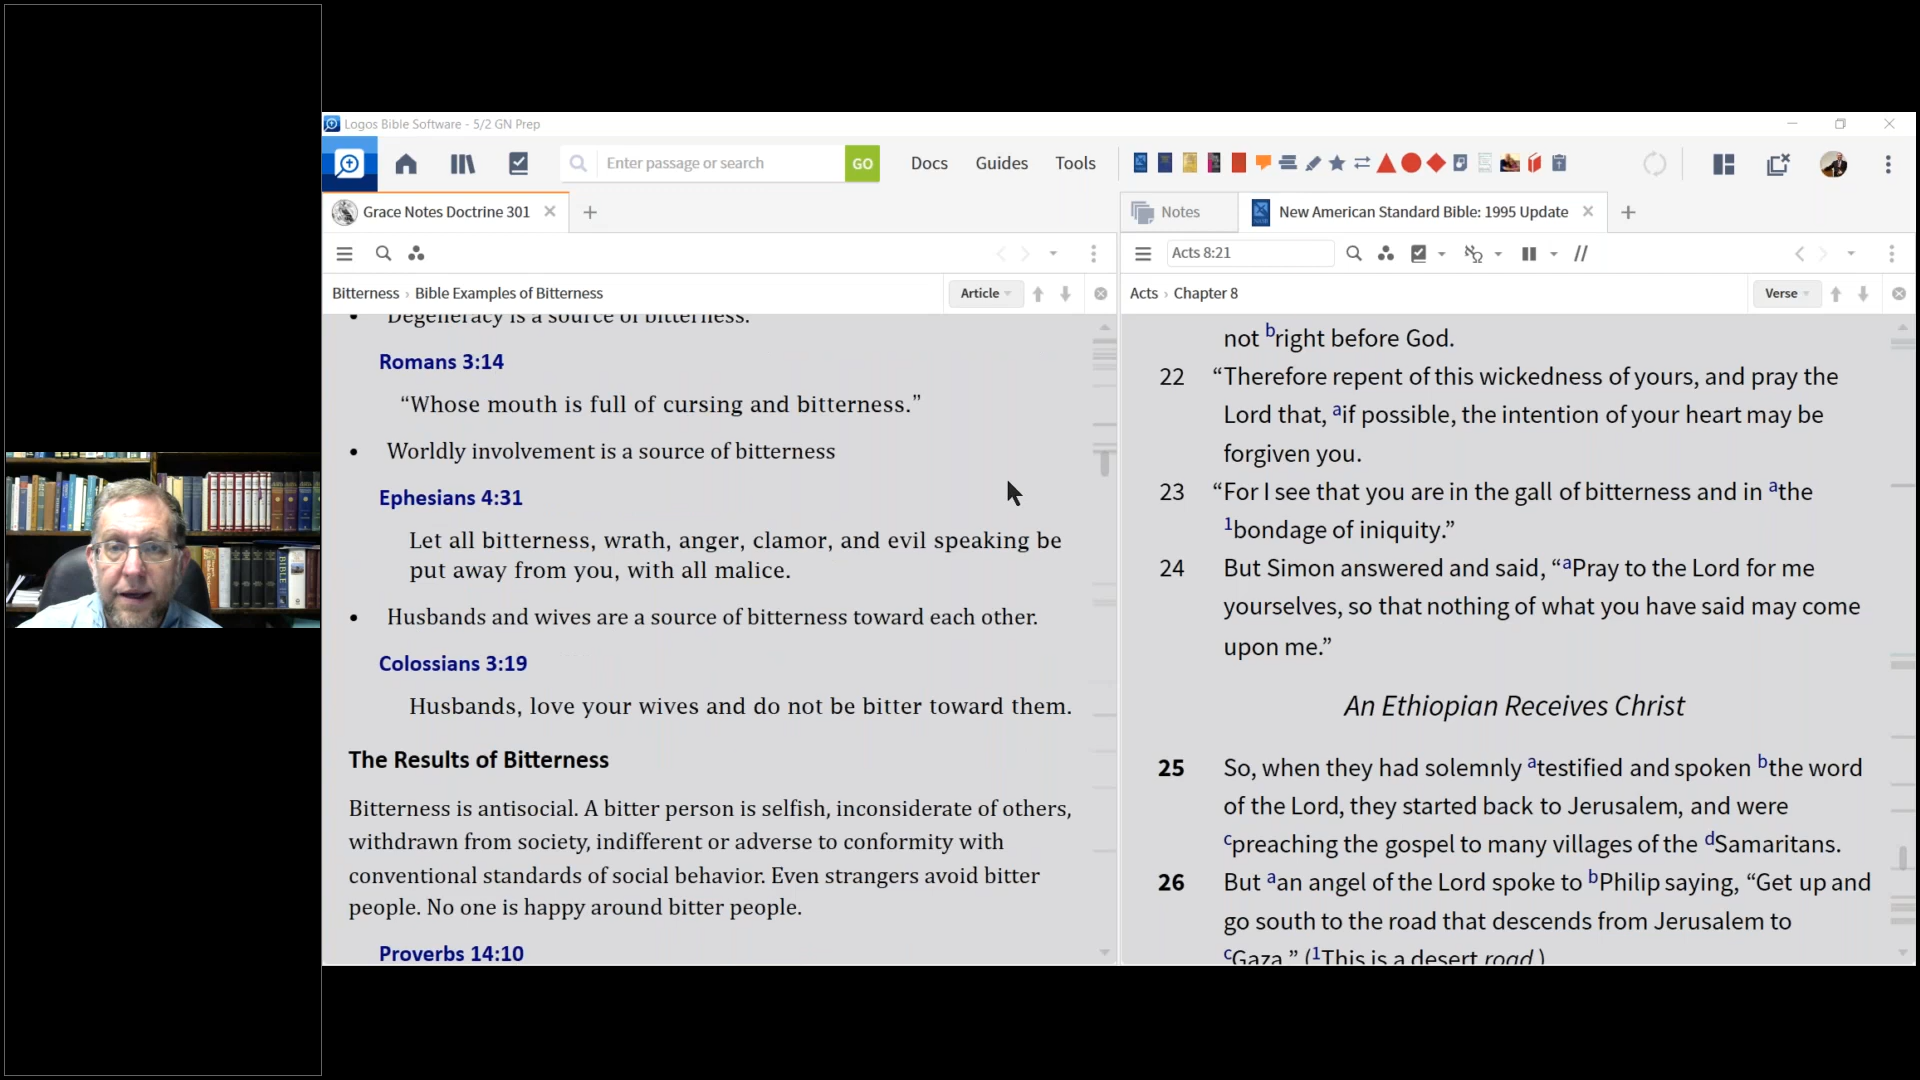 Logos Bible Software - 5/2 GN Prep
Enter passage or search
GO
Docs
Guides
Tools
Grace Notes Doctrine 301
Bitterness › Bible Examples of Bitterness
Article
• Degeneracy is a source of bitterness.
Romans 3:14
“Whose mouth is full of cursing and bitterness.”
• Worldly involvement is a source of bitterness
Ephesians 4:31
Let all bitterness, wrath, anger, clamor, and evil speaking be
put away from you, with all malice.
• Husbands and wives are a source of bitterness toward each other.
Colossians 3:19
Husbands, love your wives and do not be bitter toward them.
The Results of Bitterness
Bitterness is antisocial. A bitter person is selfish, inconsiderate of others,
withdrawn from society, indifferent or adverse to conformity with
conventional standards of social behavior. Even strangers avoid bitter
people. No one is happy around bitter people.
Proverbs 14:10
Notes
New American Standard Bible: 1995 Update
Acts 8:21
Acts › Chapter 8
Verse
not bright before God.
22 “Therefore repent of this wickedness of yours, and pray the
Lord that, aif possible, the intention of your heart may be
forgiven you.
23 “For I see that you are in the gall of bitterness and in athe
1bondage of iniquity.”
24 But Simon answered and said, “aPray to the Lord for me
yourselves, so that nothing of what you have said may come
upon me.”
An Ethiopian Receives Christ
25 So, when they had solemnly atestified and spoken bthe word
of the Lord, they started back to Jerusalem, and were
cpreaching the gospel to many villages of the dSamaritans.
26 But aan angel of the Lord spoke to bPhilip saying, “Get up and
go south to the road that descends from Jerusalem to
cGaza.” (1This is a desert road.)